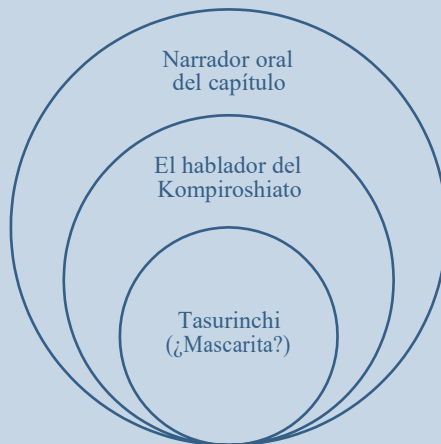 Narrador oral
del capítulo
El hablador del
Kompiroshiato
Tasurinchi
(¿Mascarita?)